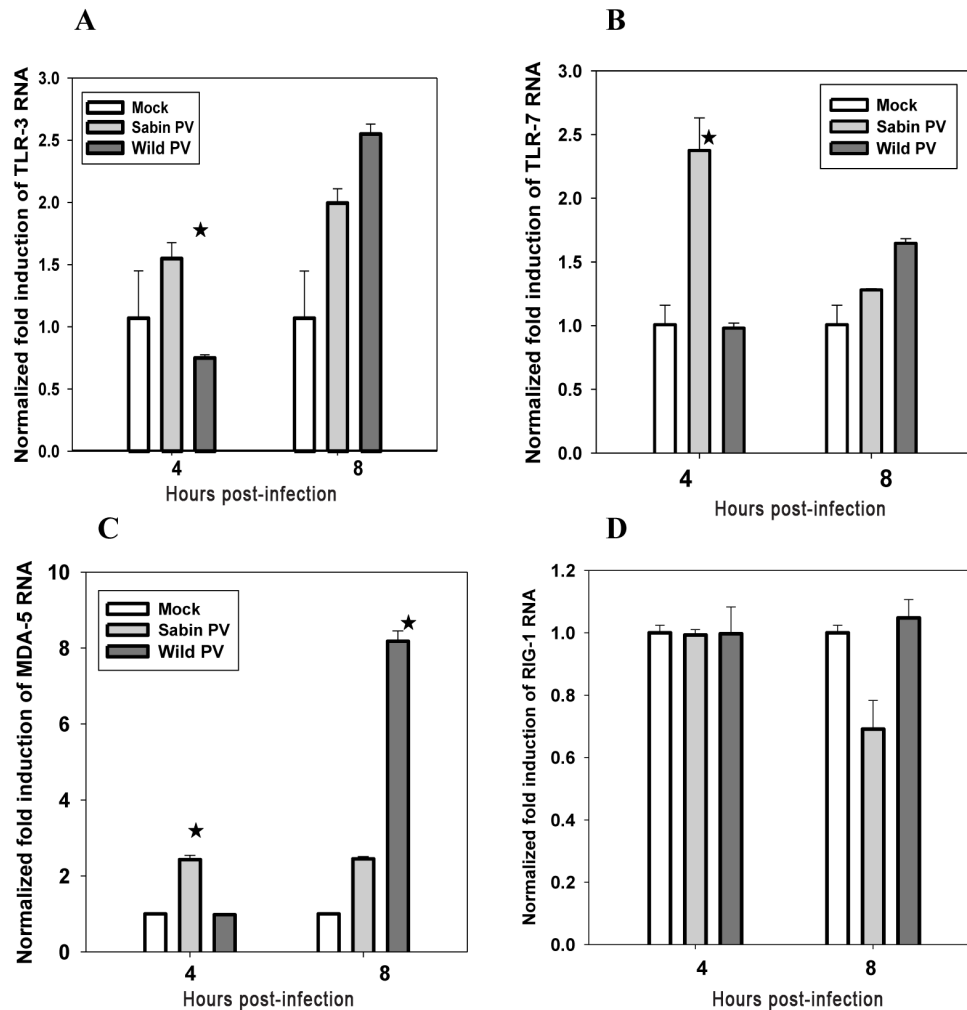 A
Normalized fold induction of TLR-3 RNA
3.0
2.5
2.0
1.5
1.0
0.5
0.0
Mock
Sabin PV
Wild PV
4
8
Hours post-infection
B
Normalized fold induction of TLR-7 RNA
3.0
2.5
2.0
1.5
1.0
0.5
0.0
Mock
Sabin PV
Wild PV
4
8
Hours post-infection
C
Normalized fold induction of MDA-5 RNA
10
8
6
4
2
0
Mock
Sabin PV
Wild PV
4
8
Hours post-infection
D
Normalized fold induction of RIG-1 RNA
1.2
1.0
0.8
0.6
0.4
0.2
0.0
4
8
Hours post-infection